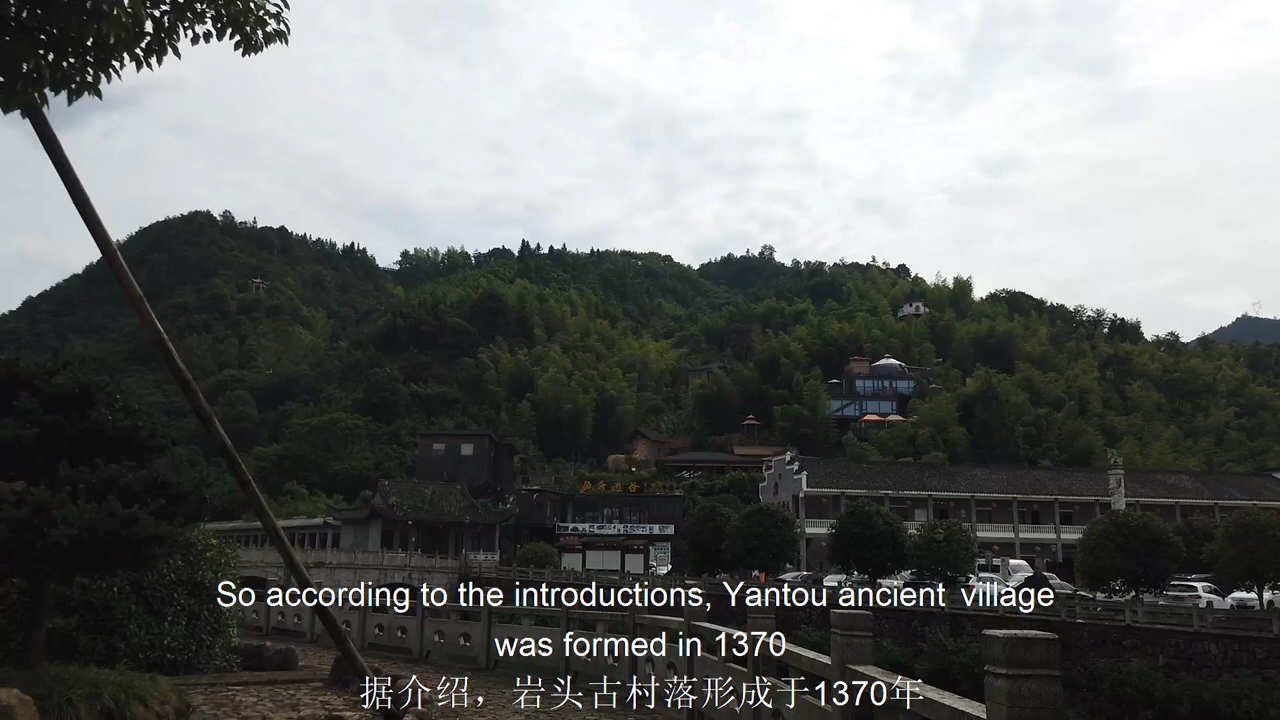 So according to the introductions, Yantou ancient village
was formed in 1370
据介绍，岩头古村落形成于1370年